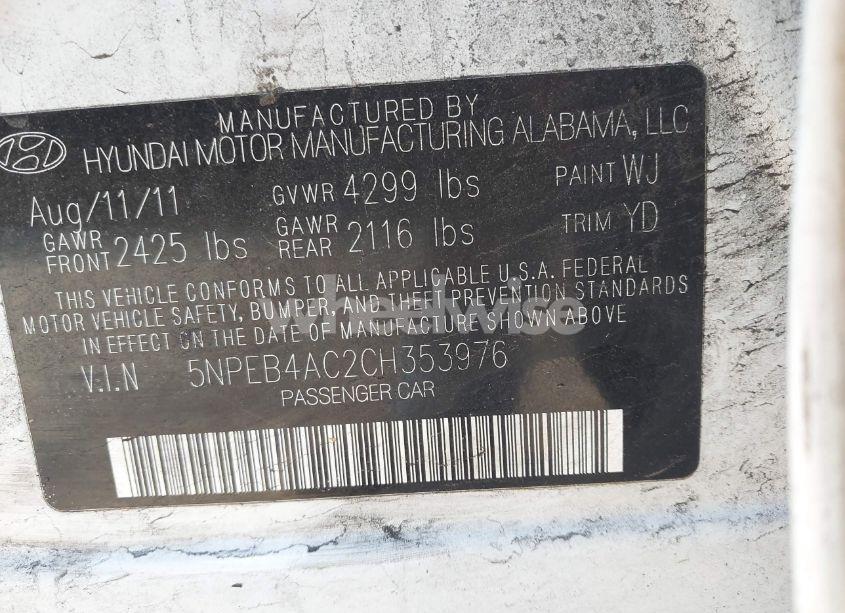 MANUFACTURED BY
HYUNDAI MOTOR MANUFACTURING ALABAMA, LLC
Aug/11/11 GVWR 4299 lbs PAINT WJ
GAWR FRONT 2425 lbs GAWR REAR 2116 lbs TRIM YD
THIS VEHICLE CONFORMS TO ALL APPLICABLE U.S.A. FEDERAL
MOTOR VEHICLE SAFETY, BUMPER, AND THEFT PREVENTION STANDARDS
IN EFFECT ON THE DATE OF MANUFACTURE SHOWN ABOVE
V.I.N 5NPEB4AC2CH353976
PASSENGER CAR
wheelwise